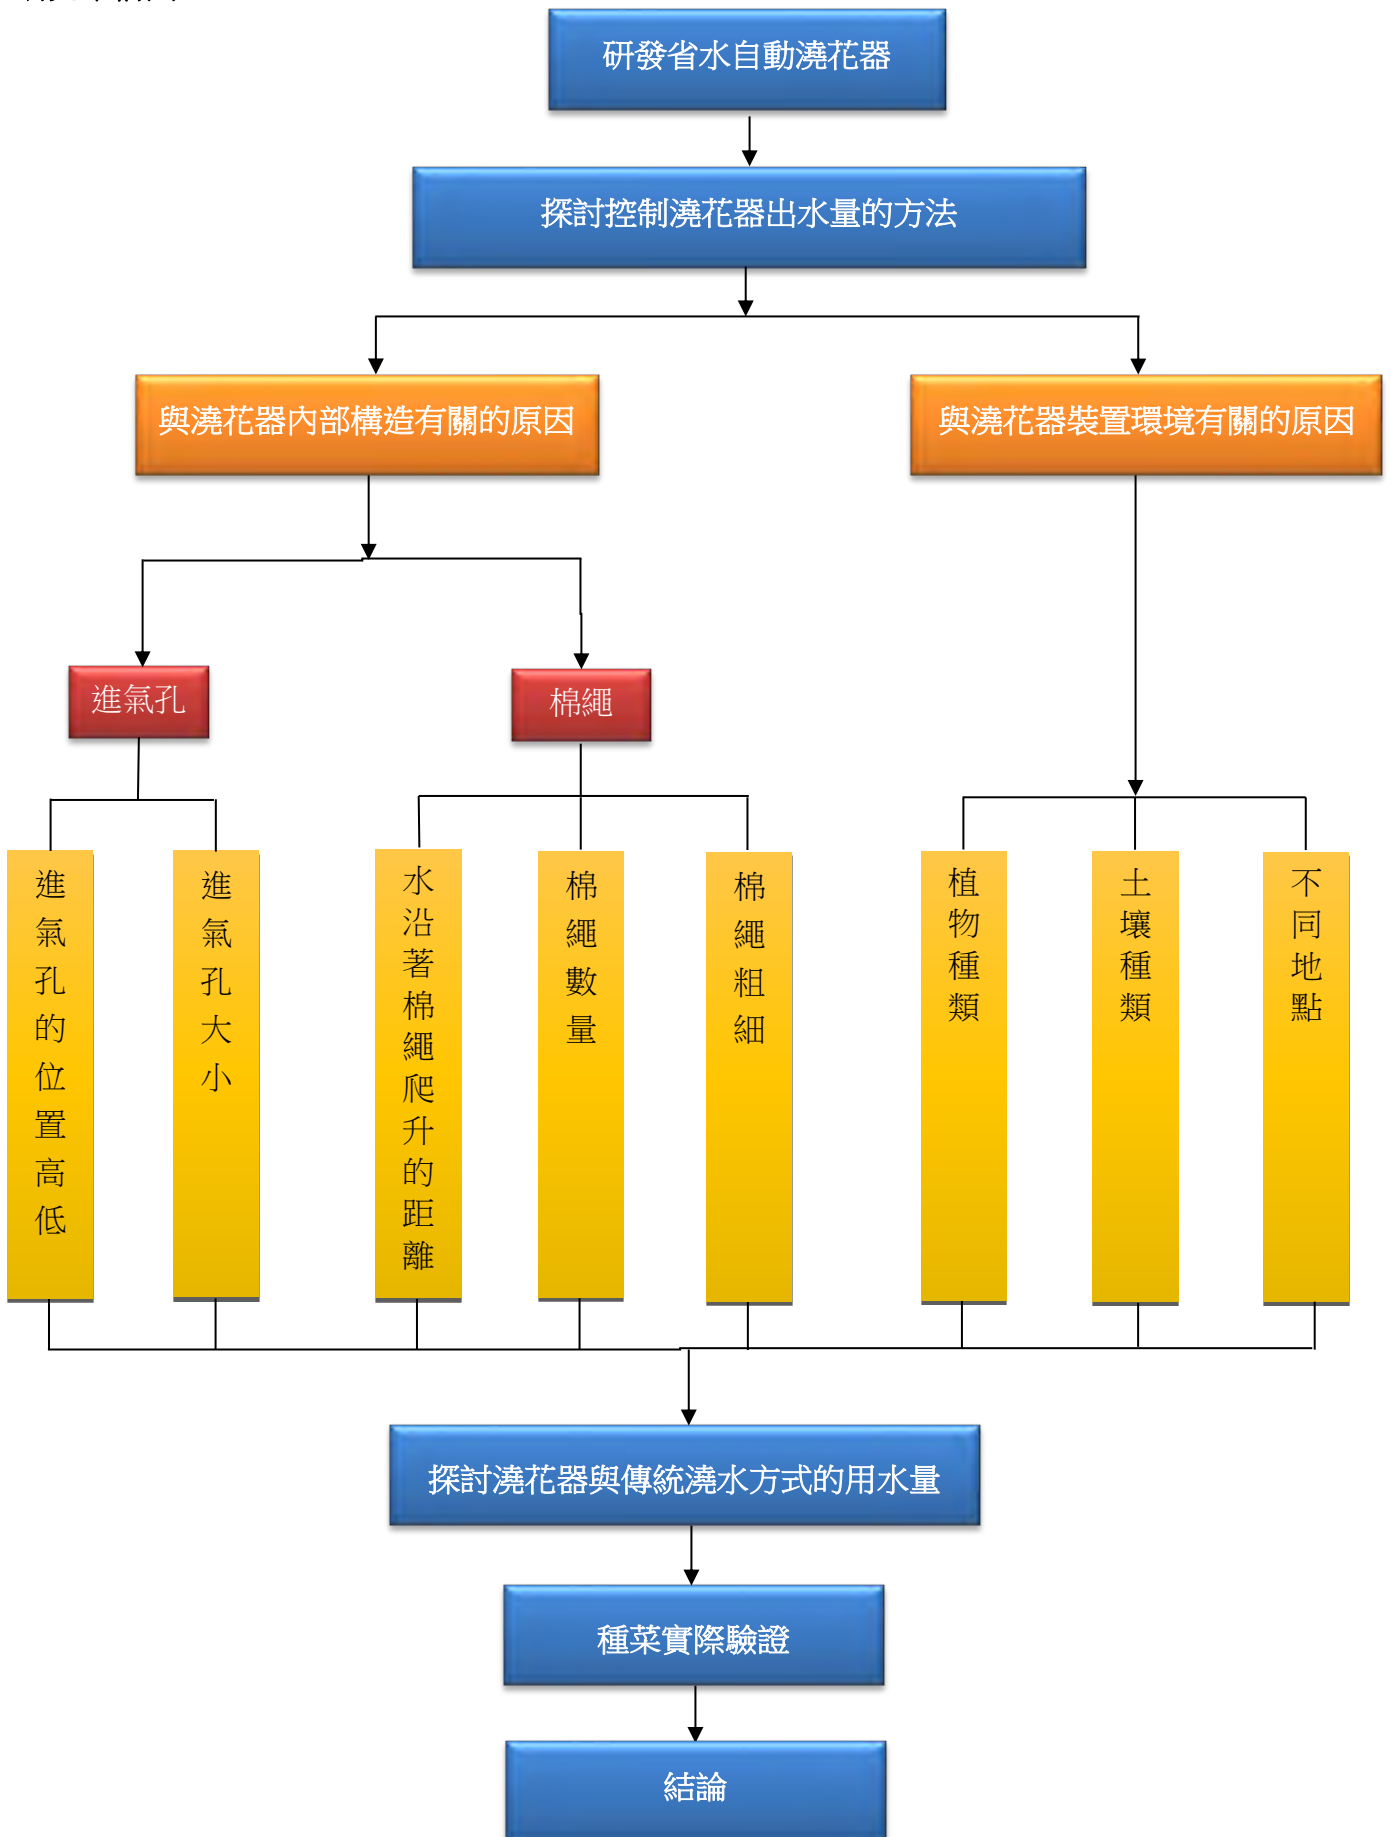 研發省水自動澆花器
探討控制澆花器出水量的方法
與澆花器內部構造有關的原因
與澆花器裝置環境有關的原因
進氣孔
棉繩
進氣孔的位置高低
進氣孔大小
水沿著棉繩爬升的距離
棉繩數量
棉繩粗細
植物種類
土壤種類
不同地點
探討澆花器與傳統澆水方式的用水量
種菜實際驗證
結論